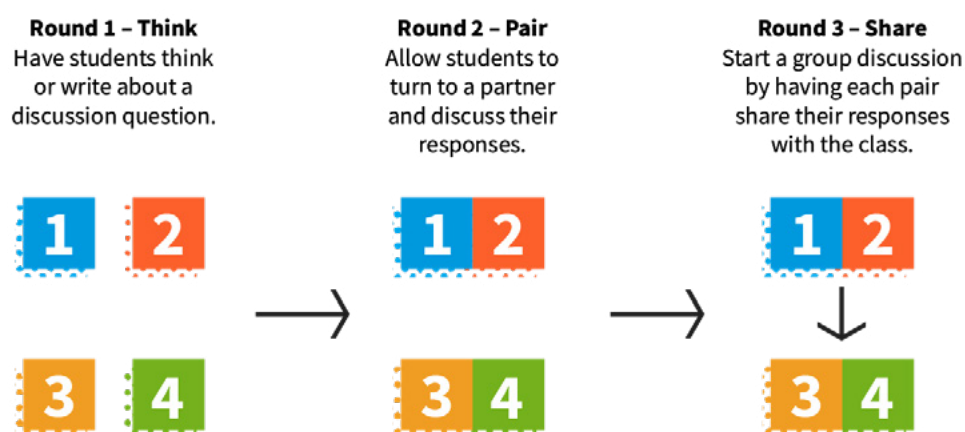 Round 1 – Think
Have students think
or write about a
discussion question.
Round 2 – Pair
Allow students to
turn to a partner
and discuss their
responses.
Round 3 – Share
Start a group discussion
by having each pair
share their responses
with the class.
1 2
1 2
1 2
3 4
3 4
3 4